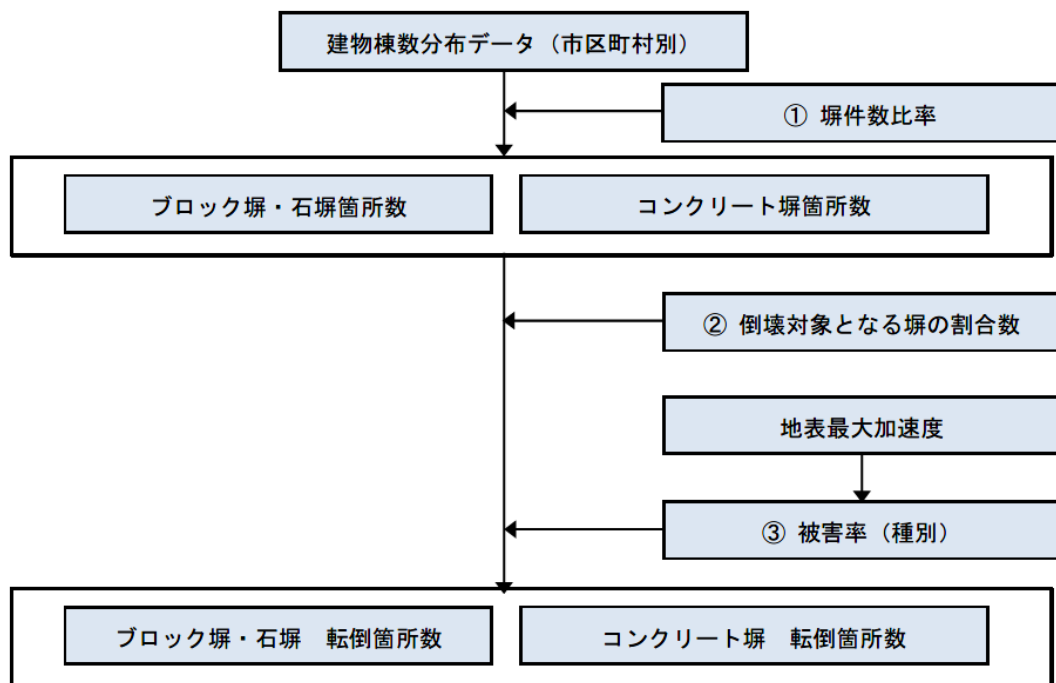 建物棟数分布データ（市区町村別）
① 塀件数比率
ブロック塀・石塀箇所数
コンクリート塀箇所数
② 倒壊対象となる塀の割合数
地表最大加速度
③ 被害率（種別）
ブロック塀・石塀　転倒箇所数
コンクリート塀　転倒箇所数